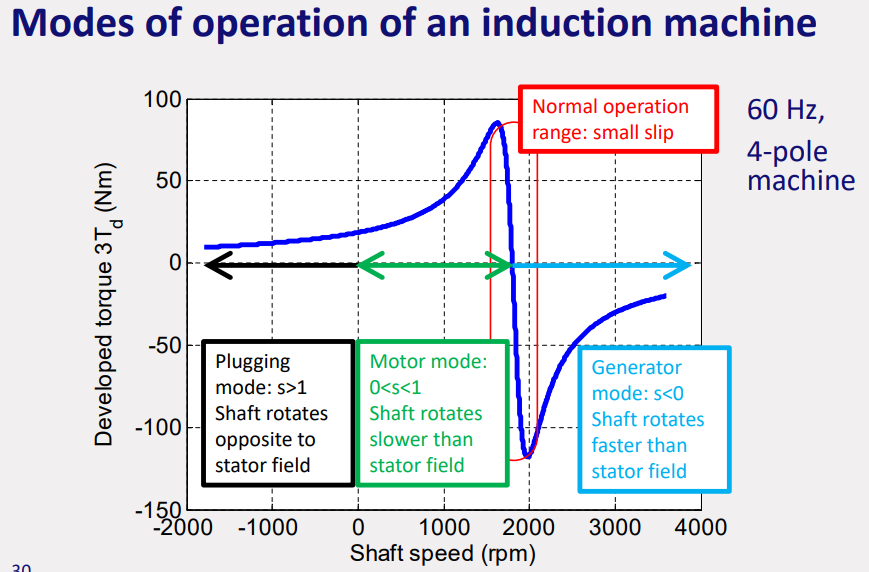 Modes of operation of an induction machine
60 Hz,
4-pole
machine
Normal operation
range: small slip
100
50
0
-50
-100
-150
Developed torque 3T_d (Nm)
Plugging
mode: s>1
Shaft rotates
opposite to
stator field
Motor mode:
0<s<1
Shaft rotates
slower than
stator field
Generator
mode: s<0
Shaft rotates
faster than
stator field
-2000
-1000
0
1000
2000
3000
4000
Shaft speed (rpm)
30